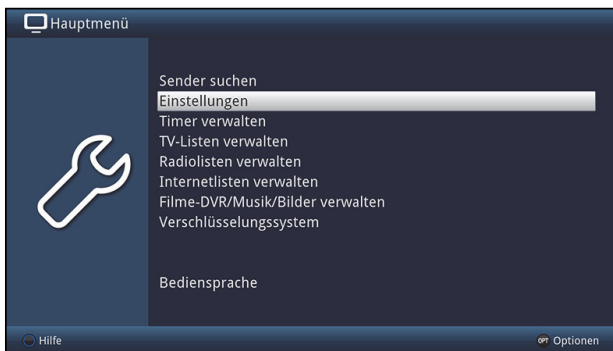 Hauptmenü
Sender suchen
Einstellungen
Timer verwalten
TV-Listen verwalten
Radiolisten verwalten
Internetlisten verwalten
Filme-DVR/Musik/Bilder verwalten
Verschlüsselungssystem
Bediensprache
Hilfe
OPT Optionen